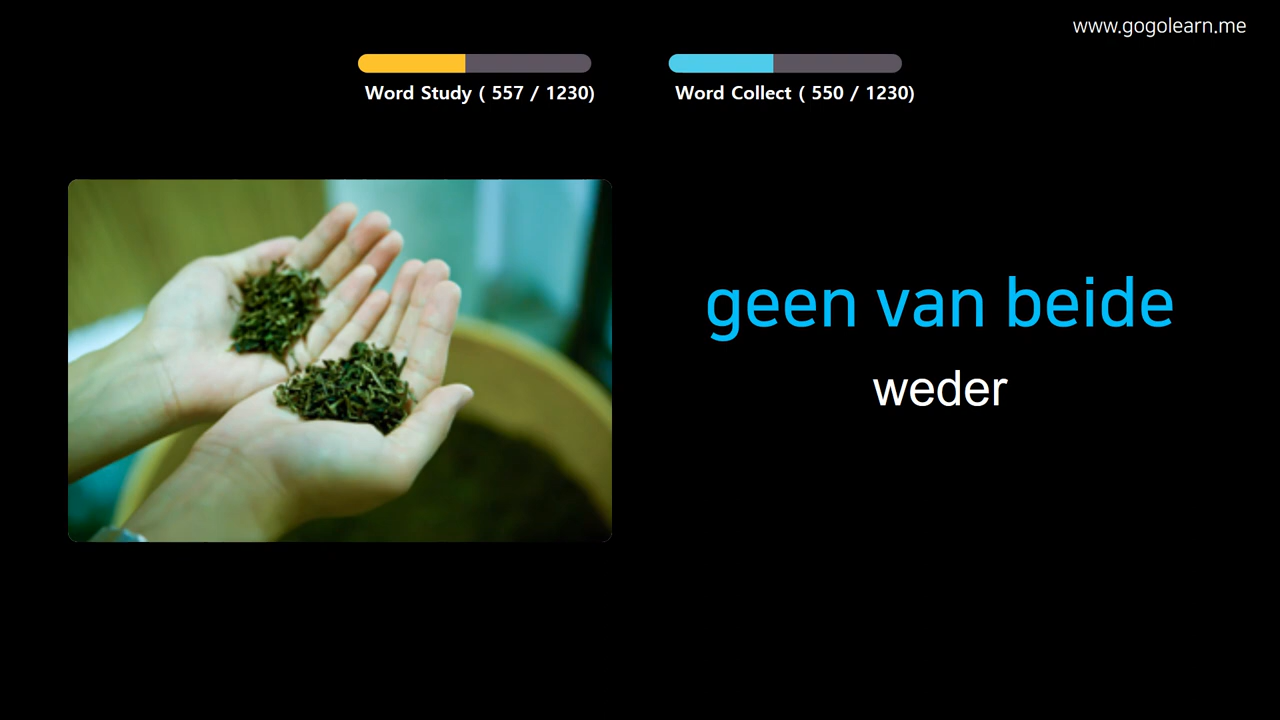 www.gogolearn.me
Word Study ( 557 / 1230)
Word Collect ( 550 / 1230)
geen van beide
weder